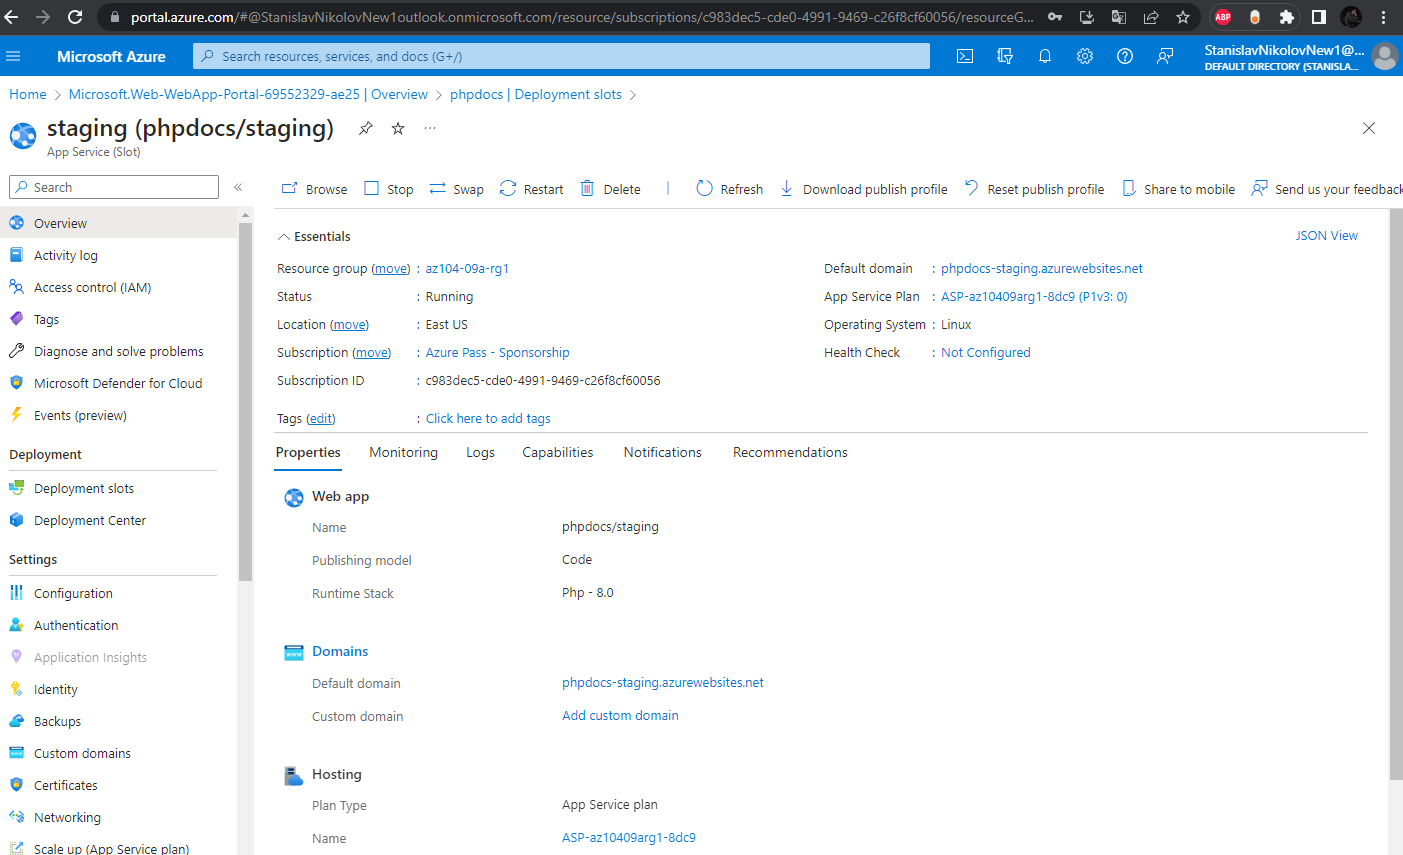 portal.azure.com/#@StanislavNikolovNew1outlook.onmicrosoft.com/resource/subscriptions/c983dec5-cde0-4991-9469-c26f8cf60056/resourceG...
ABP
Microsoft Azure
Search resources, services, and docs (G+/)
StanislavNikolovNew1@...
DEFAULT DIRECTORY (STANISLA...
Home > Microsoft.Web-WebApp-Portal-69552329-ae25 | Overview > phpdocs | Deployment slots >
staging (phpdocs/staging)
App Service (Slot)
Search
«
Browse Stop Swap Restart Delete Refresh Download publish profile Reset publish profile Share to mobile Send us your feedback
Overview
Activity log
Access control (IAM)
Tags
Diagnose and solve problems
Microsoft Defender for Cloud
Events (preview)
Deployment
Deployment slots
Deployment Center
Settings
Configuration
Authentication
Application Insights
Identity
Backups
Custom domains
Certificates
Networking
Scale up (App Service plan)
Essentials
JSON View
Resource group (move) : az104-09a-rg1
Status : Running
Location (move) : East US
Subscription (move) : Azure Pass - Sponsorship
Subscription ID : c983dec5-cde0-4991-9469-c26f8cf60056
Tags (edit) : Click here to add tags
Default domain : phpdocs-staging.azurewebsites.net
App Service Plan : ASP-az10409arg1-8dc9 (P1v3: 0)
Operating System : Linux
Health Check : Not Configured
Properties Monitoring Logs Capabilities Notifications Recommendations
Web app
Name phpdocs/staging
Publishing model Code
Runtime Stack Php - 8.0
Domains
Default domain phpdocs-staging.azurewebsites.net
Custom domain Add custom domain
Hosting
Plan Type App Service plan
Name ASP-az10409arg1-8dc9